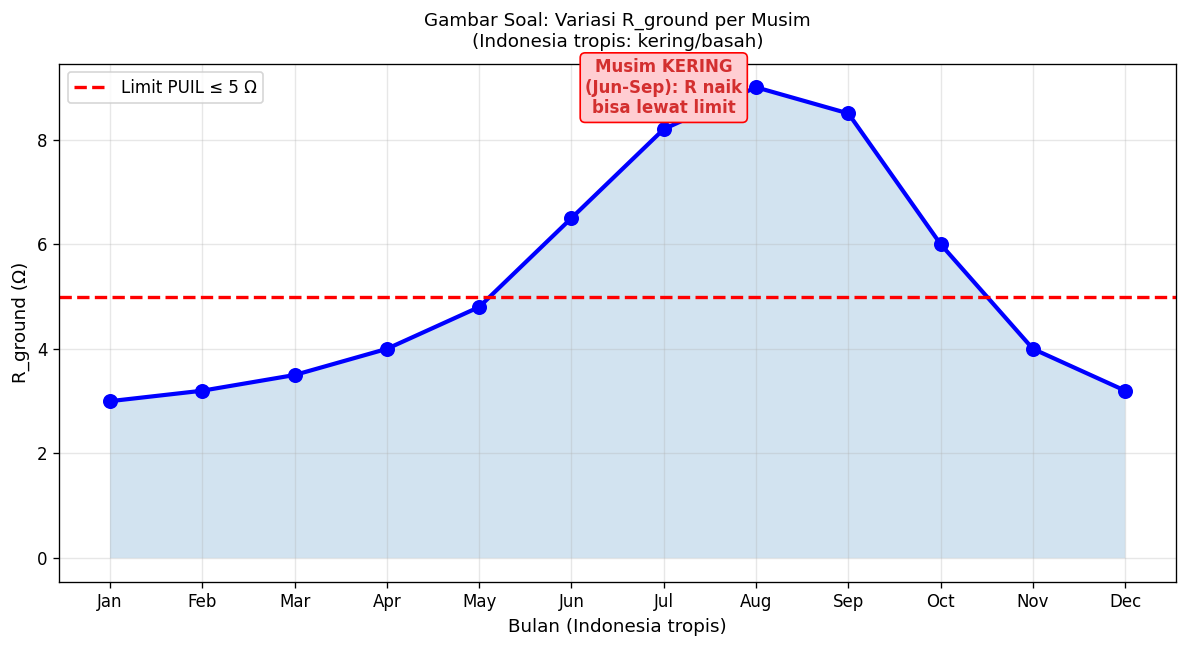 Gambar Soal: Variasi R_ground per Musim
(Indonesia tropis: kering/basah)
Limit PUIL ≤ 5 Ω
Musim KERING
(Jun-Sep): R naik
bisa lewat limit
R_ground (Ω)
8
6
4
2
0
Jan Feb Mar Apr May Jun Jul Aug Sep Oct Nov Dec
Bulan (Indonesia tropis)